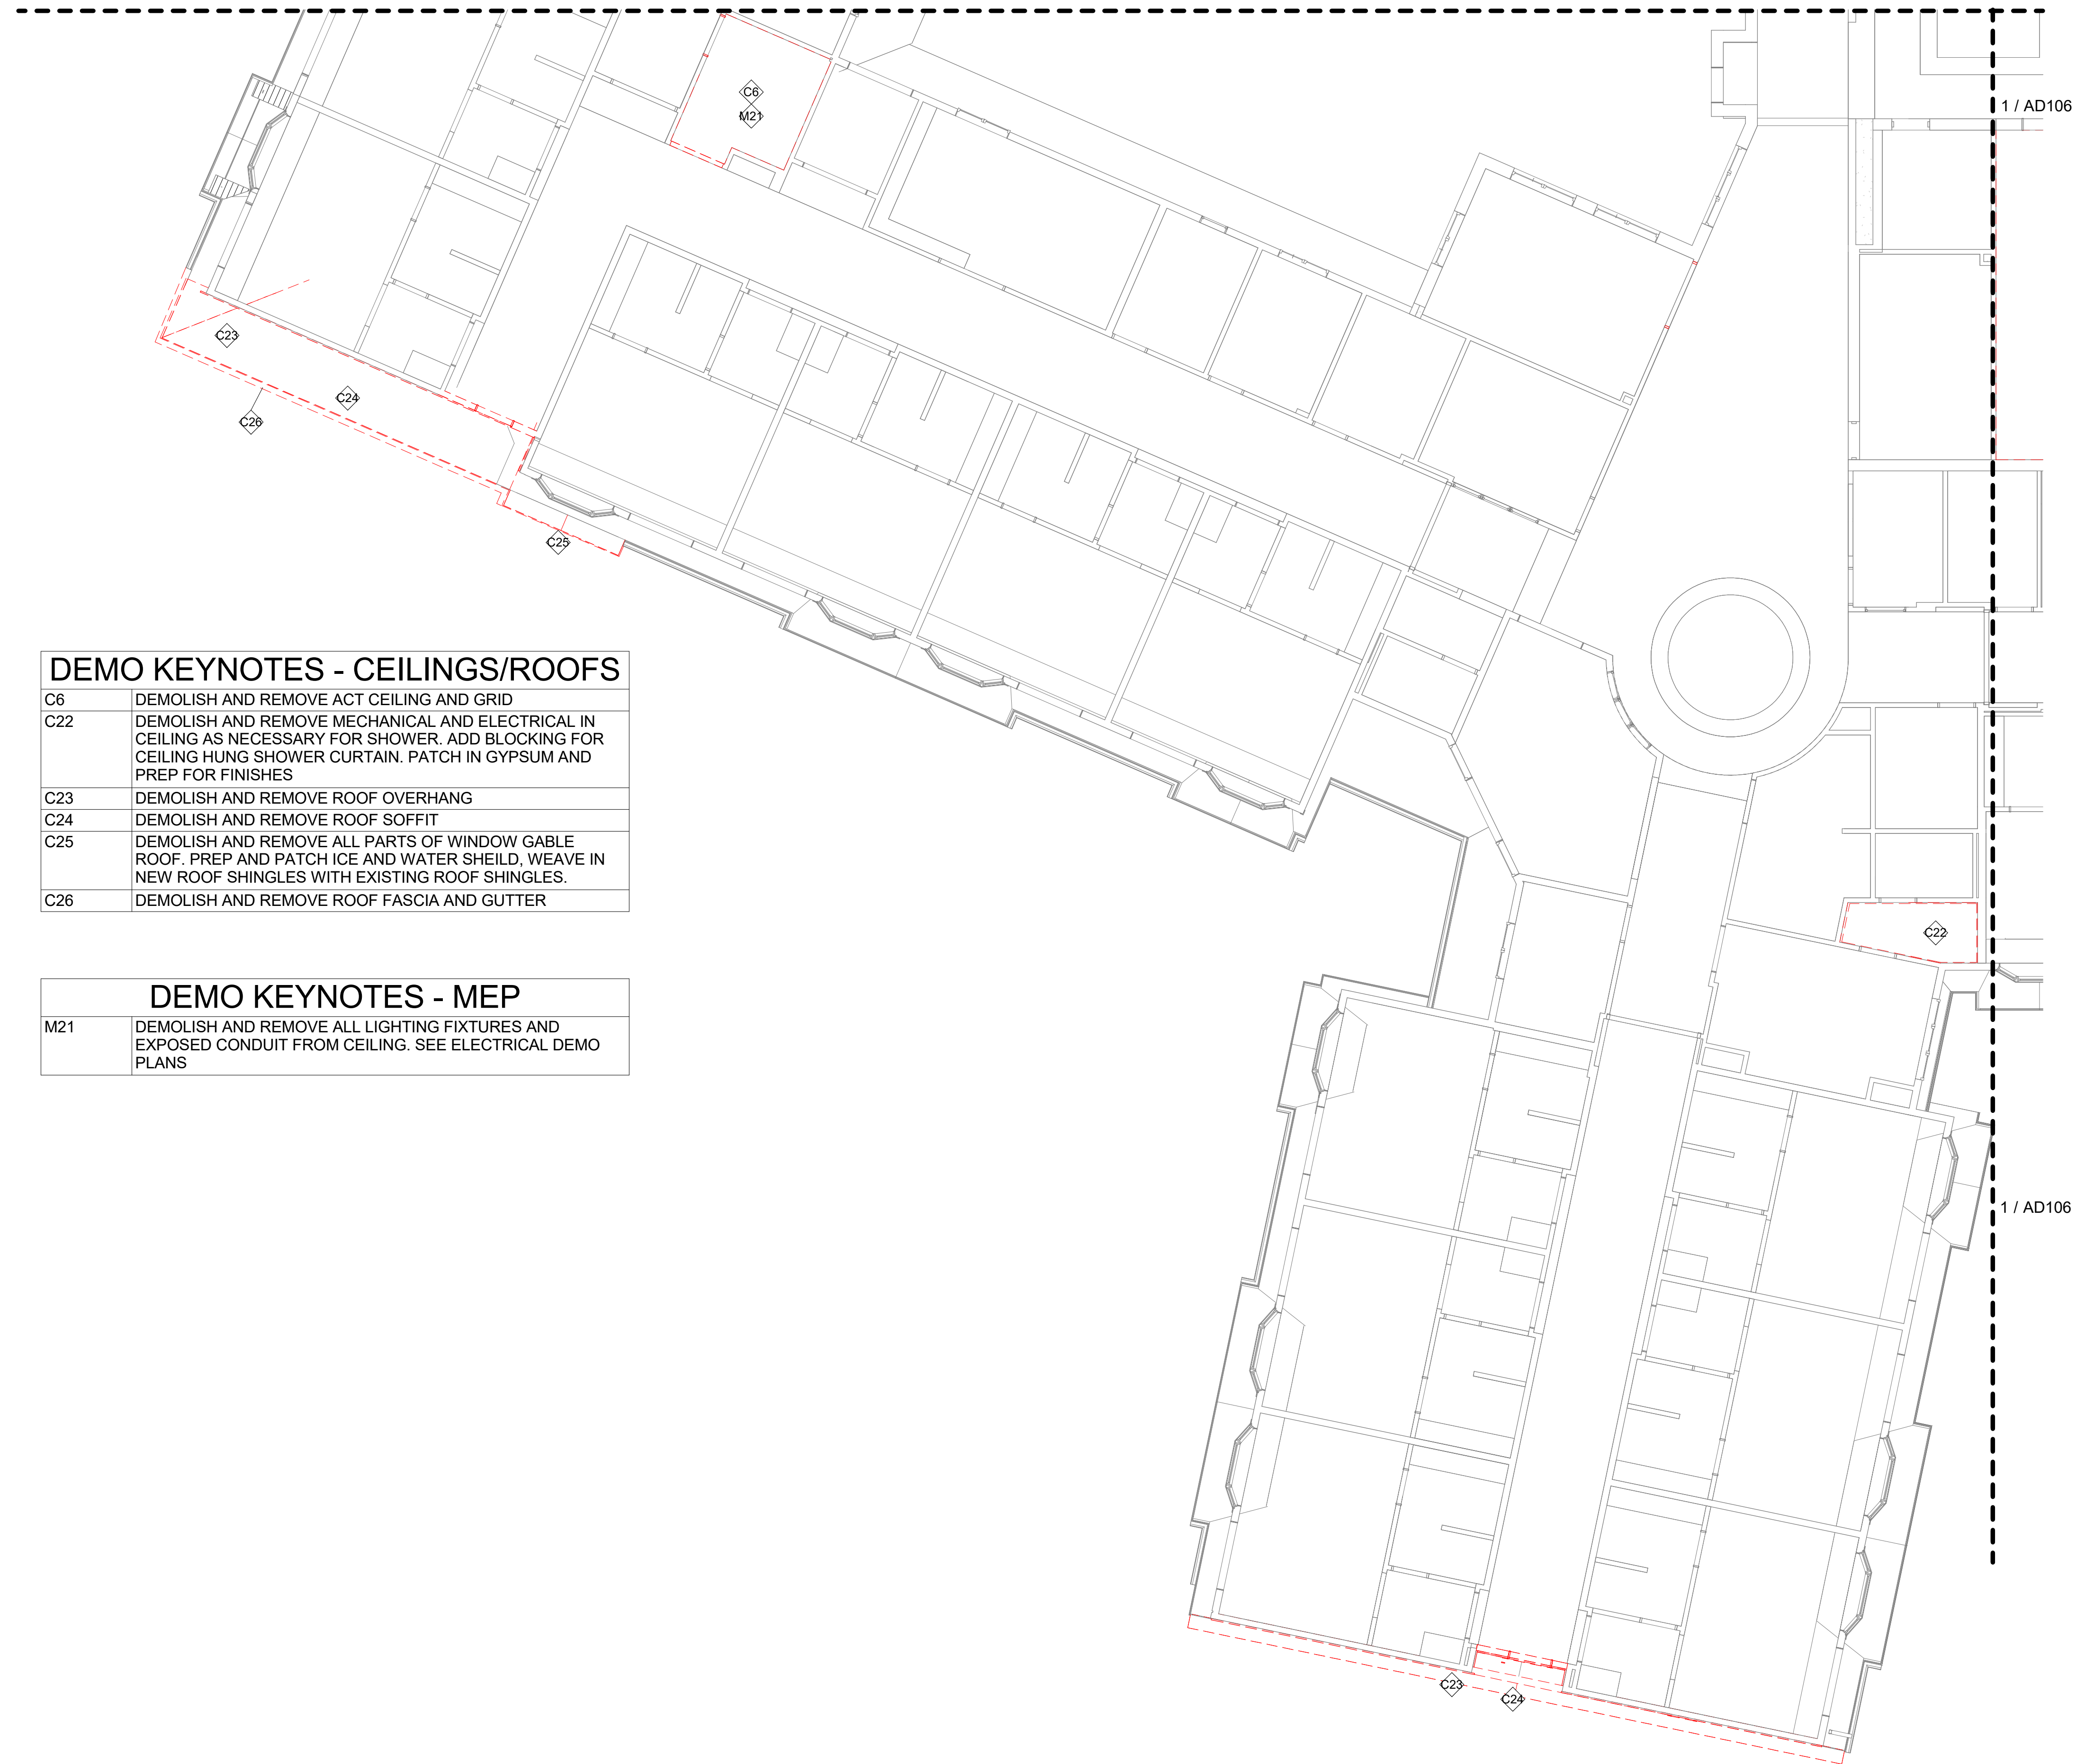 1 / AD106
C6
M21
C23
C24
C26
C25
DEMO KEYNOTES - CEILINGS/ROOFS
C6 DEMOLISH AND REMOVE ACT CEILING AND GRID
C22 DEMOLISH AND REMOVE MECHANICAL AND ELECTRICAL IN
CEILING AS NECESSARY FOR SHOWER. ADD BLOCKING FOR
CEILING HUNG SHOWER CURTAIN. PATCH IN GYPSUM AND
PREP FOR FINISHES
C23 DEMOLISH AND REMOVE ROOF OVERHANG
C24 DEMOLISH AND REMOVE ROOF SOFFIT
C25 DEMOLISH AND REMOVE ALL PARTS OF WINDOW GABLE
ROOF. PREP AND PATCH ICE AND WATER SHEILD, WEAVE IN
NEW ROOF SHINGLES WITH EXISTING ROOF SHINGLES.
C26 DEMOLISH AND REMOVE ROOF FASCIA AND GUTTER
C22
DEMO KEYNOTES - MEP
M21 DEMOLISH AND REMOVE ALL LIGHTING FIXTURES AND
EXPOSED CONDUIT FROM CEILING. SEE ELECTRICAL DEMO
PLANS
1 / AD106
C23
C24